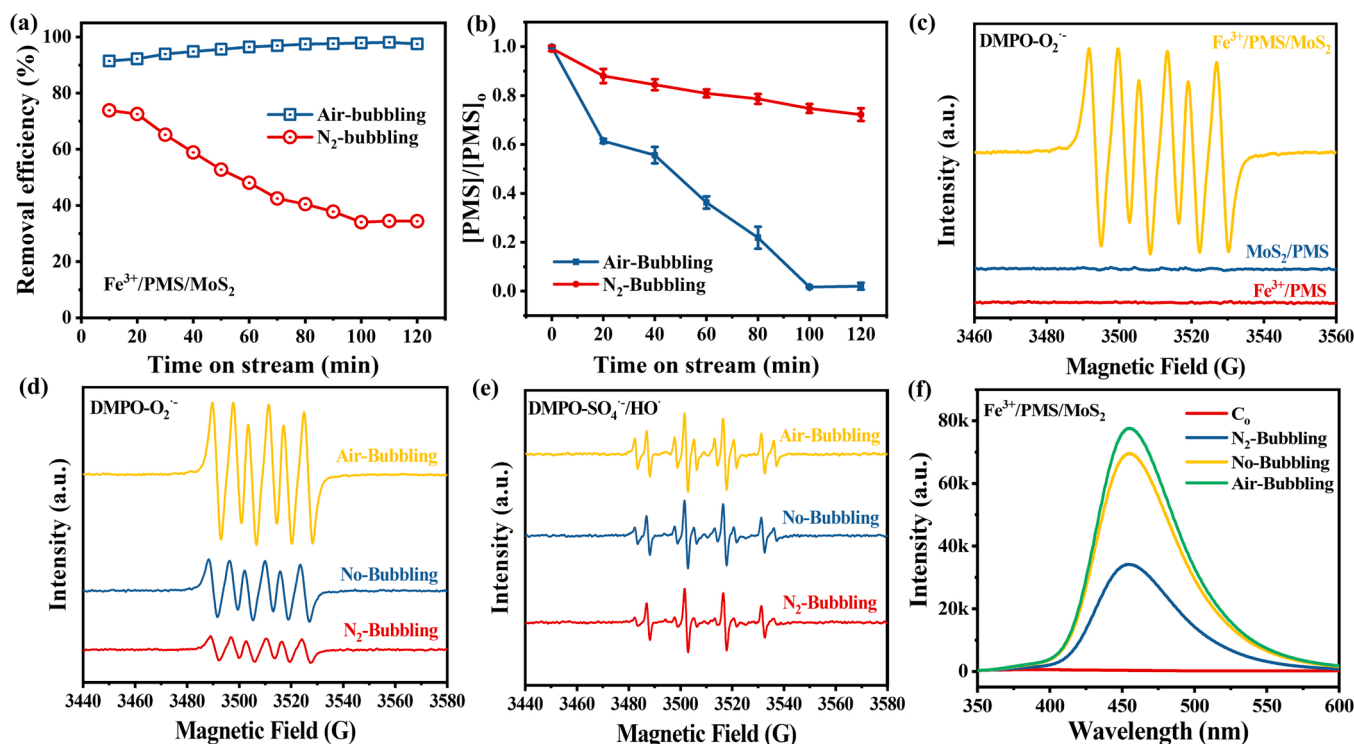 (a)
100
80
60
40
20
0
Removal efficiency (%)
Air-bubbling
N₂-bubbling
Fe³⁺/PMS/MoS₂
0 10 20 30 40 50 60 70 80 90 100 110 120 130
Time on stream (min)
(b)
1.0
0.8
0.6
0.4
0.2
0.0
[PMS]/[PMS]ₒ
Air-Bubbling
N₂-Bubbling
0 20 40 60 80 100 120
Time on stream (min)
(c)
DMPO-O₂·⁻
Fe³⁺/PMS/MoS₂
MoS₂/PMS
Fe³⁺/PMS
Intensity (a.u.)
3460 3480 3500 3520 3540 3560
Magnetic Field (G)
(d)
DMPO-O₂·⁻
Air-Bubbling
No-Bubbling
N₂-Bubbling
Intensity (a.u.)
3440 3460 3480 3500 3520 3540 3560 3580
Magnetic Field (G)
(e)
DMPO-SO₄·⁻/HO·
Air-Bubbling
No-Bubbling
N₂-Bubbling
Intensity (a.u.)
3440 3460 3480 3500 3520 3540 3560 3580
Magnetic Field (G)
(f)
Fe³⁺/PMS/MoS₂
Cₒ
N₂-Bubbling
No-Bubbling
Air-Bubbling
80k
60k
40k
20k
0
Intensity (a.u.)
350 400 450 500 550 600
Wavelength (nm)